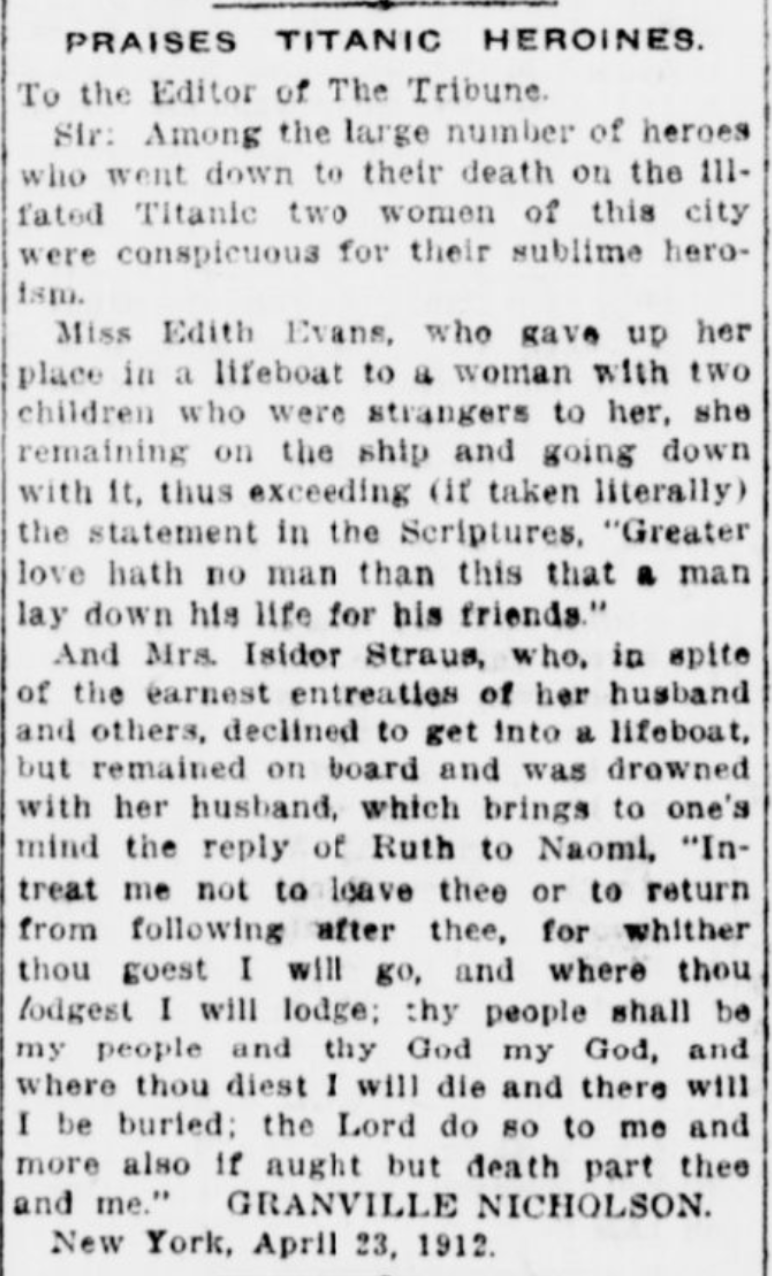 PRAISES TITANIC HEROINES.
To the Editor of The Tribune.
Sir: Among the large number of heroes
who went down to their death on the ill-
fated Titanic two women of this city
were conspicuous for their sublime hero-
ism.
Miss Edith Evans, who gave up her
place in a lifeboat to a woman with two
children who were strangers to her, she
remaining on the ship and going down
with it, thus exceeding (if taken literally)
the statement in the Scriptures, "Greater
love hath no man than this that a man
lay down his life for his friends."
And Mrs. Isidor Straus, who, in spite
of the earnest entreaties of her husband
and others, declined to get into a lifeboat,
but remained on board and was drowned
with her husband, which brings to one's
mind the reply of Ruth to Naomi, "In-
treat me not to leave thee or to return
from following after thee, for whither
thou goest I will go, and where thou
lodgest I will lodge; thy people shall be
my people and thy God my God, and
where thou diest I will die and there will
I be buried; the Lord do so to me and
more also if aught but death part thee
and me." GRANVILLE NICHOLSON.
New York, April 23, 1912.